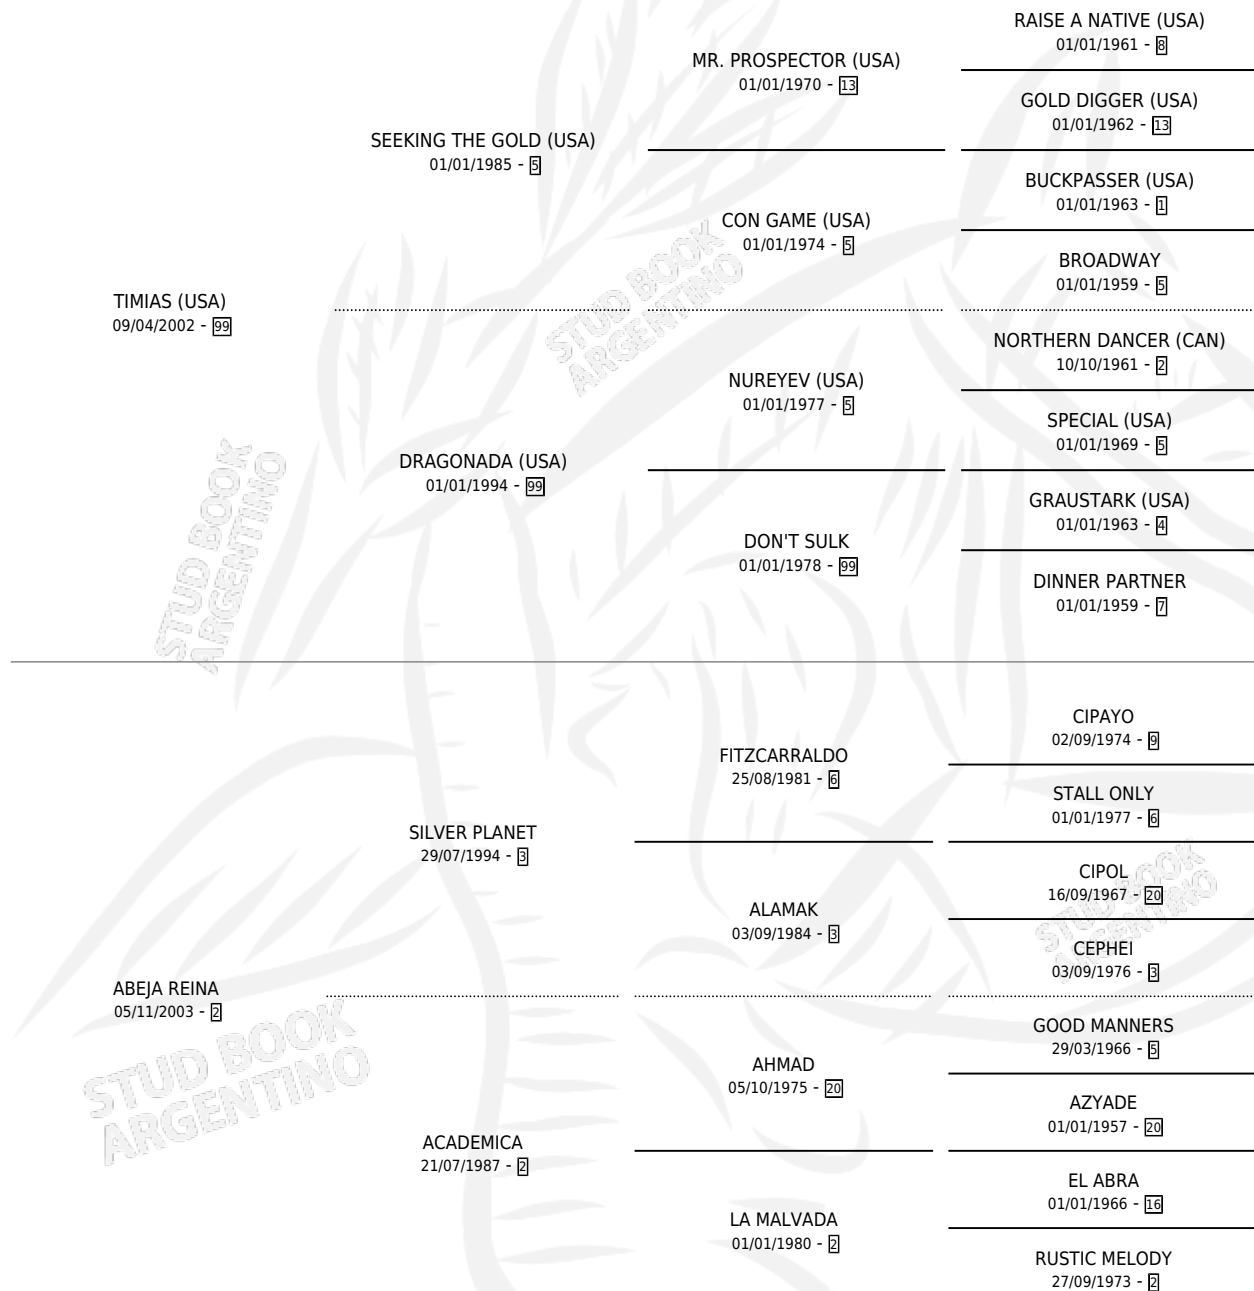 RAISE A NATIVE (USA)
01/01/1961 - 8
MR. PROSPECTOR (USA)
01/01/1970 - 13
GOLD DIGGER (USA)
01/01/1962 - 13
SEEKING THE GOLD (USA)
01/01/1985 - 5
BUCKPASSER (USA)
01/01/1963 - 1
CON GAME (USA)
01/01/1974 - 5
BROADWAY
01/01/1959 - 5
TIMIAS (USA)
09/04/2002 - 99
NORTHERN DANCER (CAN)
10/10/1961 - 2
NUREYEV (USA)
01/01/1977 - 5
SPECIAL (USA)
01/01/1969 - 5
DRAGONADA (USA)
01/01/1994 - 99
GRAUSTARK (USA)
01/01/1963 - 4
DON'T SULK
01/01/1978 - 99
DINNER PARTNER
01/01/1959 - 7
CIPAYO
02/09/1974 - 9
FITZCARRALDO
25/08/1981 - 6
STALL ONLY
01/01/1977 - 6
SILVER PLANET
29/07/1994 - 3
CIPOL
16/09/1967 - 20
ALAMAK
03/09/1984 - 3
CEPHEI
03/09/1976 - 3
ABEJA REINA
05/11/2003 - 2
GOOD MANNERS
29/03/1966 - 5
AHMAD
05/10/1975 - 20
AZYADE
01/01/1957 - 20
ACADEMICA
21/07/1987 - 2
EL ABRA
01/01/1966 - 16
LA MALVADA
01/01/1980 - 2
RUSTIC MELODY
27/09/1973 - 2
STUD BOOK
ARGENTINO
STUD BOOK
ARGENTINO
STUD BOOK
ARGENTINO
STUD BOOK
ARGENTINO